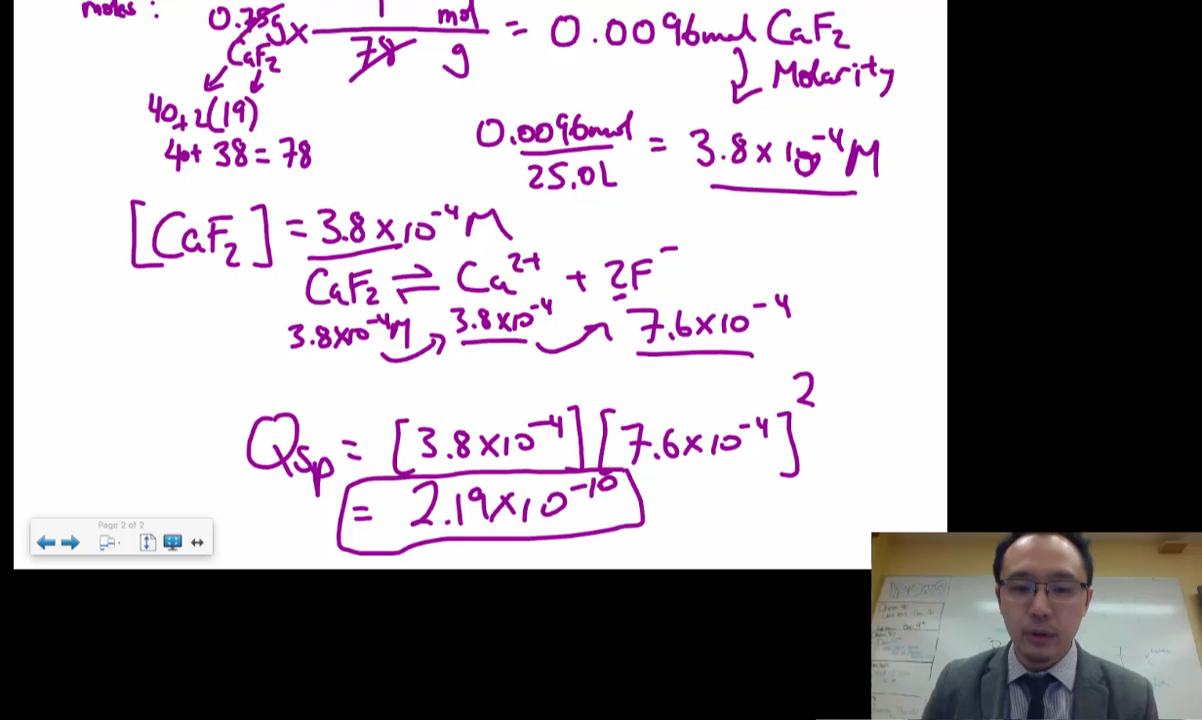 moles:
0.75g CaF₂ x 1 mol / 78 g = 0.0096mol CaF₂
Molarity
40+2(19)
40+ 38 = 78
0.0096mol / 25.0L = 3.8 x 10⁻⁴ M
[CaF₂] = 3.8 x 10⁻⁴ M
CaF₂ ⇌ Ca²⁺ + 2F⁻
3.8x10⁻⁴M 3.8x10⁻⁴ 7.6x10⁻⁴
Qsp = [3.8x10⁻⁴] [7.6x10⁻⁴]²
= 2.19x10⁻¹⁰
Page 2 of 2